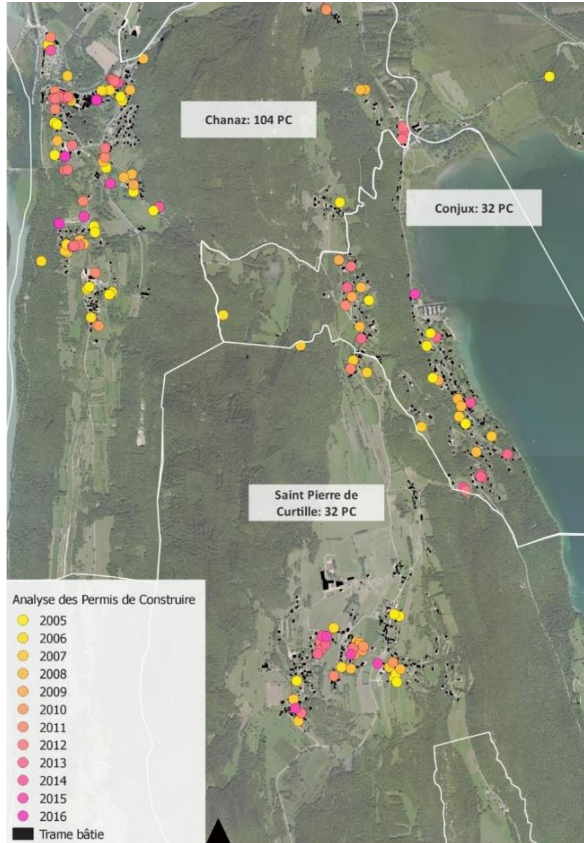 Chanaz: 104 PC
Conjux: 32 PC
Saint Pierre de
Curtille: 32 PC
Analyse des Permis de Construire
2005
2006
2007
2008
2009
2010
2011
2012
2013
2014
2015
2016
Trame bâtie